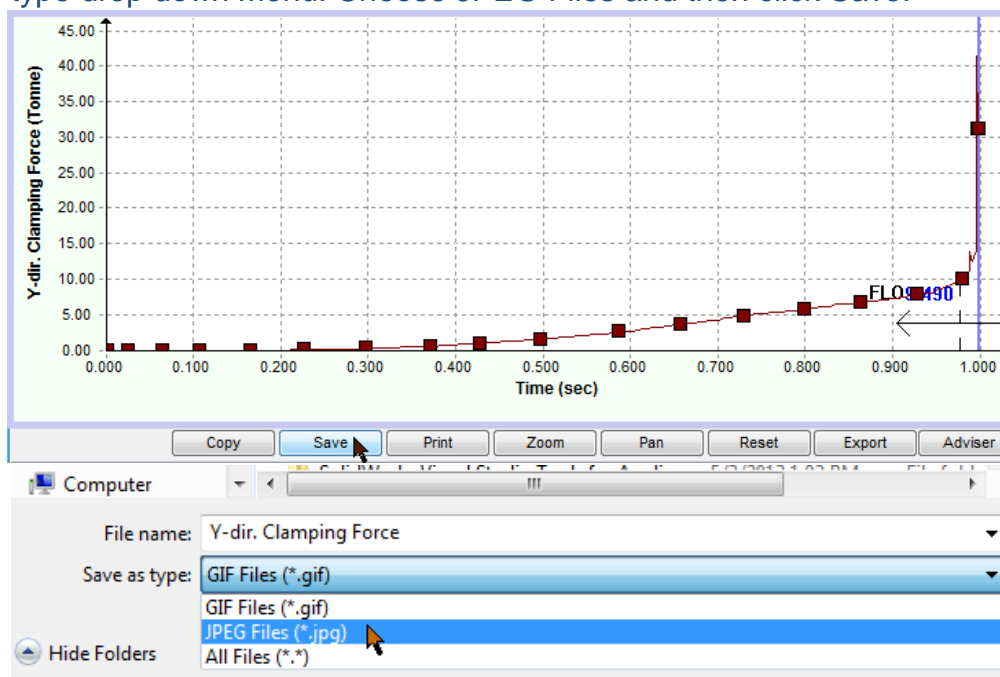 45.00
40.00
35.00
30.00
25.00
20.00
15.00
10.00
5.00
0.00
Y-dir. Clamping Force (Tonne)
FLO
490
0.000 0.100 0.200 0.300 0.400 0.500 0.600 0.700 0.800 0.900 1.000
Time (sec)
Copy Save Print Zoom Pan Reset Export Adviser
Computer
File name: Y-dir. Clamping Force
Save as type: GIF Files (*.gif)
GIF Files (*.gif)
JPEG Files (*.jpg)
All Files (*.*)
Hide Folders